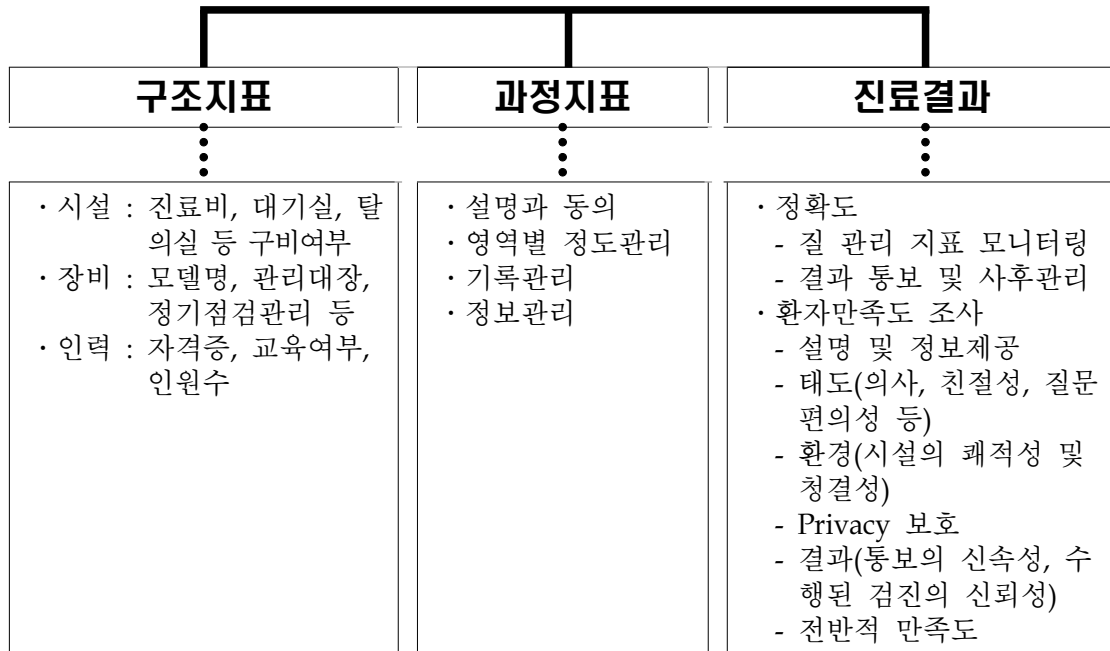 구조지표
과정지표
진료결과
· 시설 : 진료비, 대기실, 탈
의실 등 구비여부
· 장비 : 모델명, 관리대장,
정기점검관리 등
· 인력 : 자격증, 교육여부,
인원수
· 설명과 동의
· 영역별 정도관리
· 기록관리
· 정보관리
· 정확도
- 질 관리 지표 모니터링
- 결과 통보 및 사후관리
· 환자만족도 조사
- 설명 및 정보제공
- 태도(의사, 친절성, 질문
편의성 등)
- 환경(시설의 쾌적성 및
청결성)
- Privacy 보호
- 결과(통보의 신속성, 수
행된 검진의 신뢰성)
- 전반적 만족도